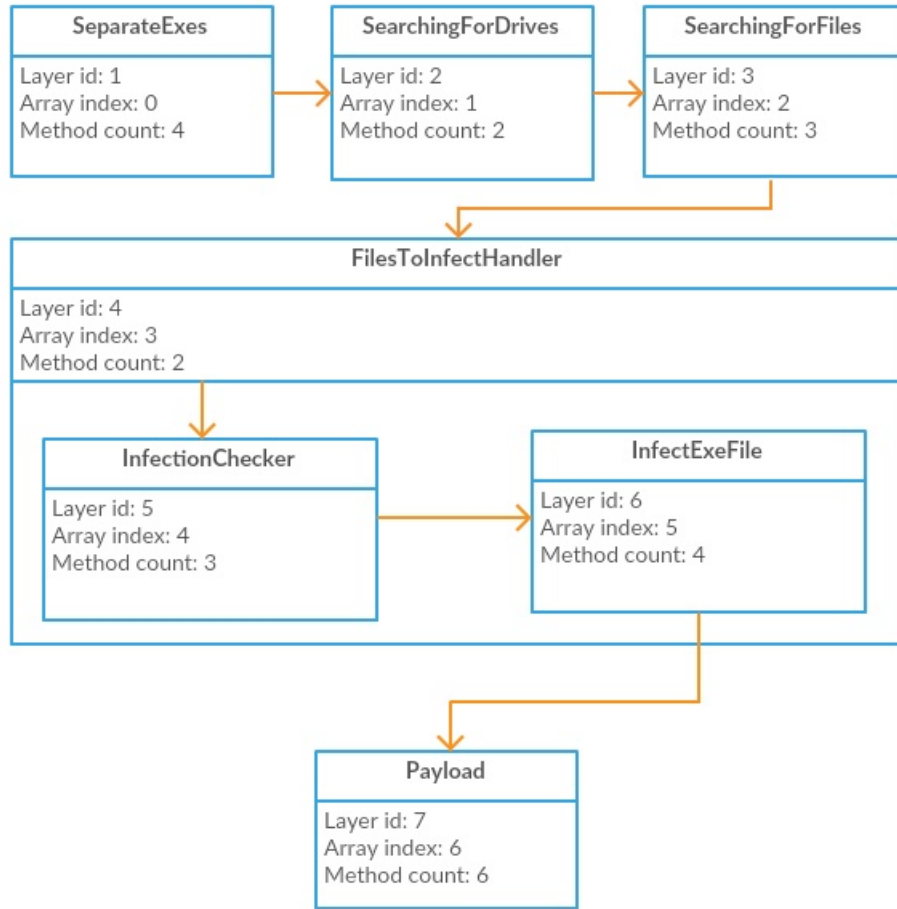 SeparateExes
Layer id: 1
Array index: 0
Method count: 4
SearchingForDrives
Layer id: 2
Array index: 1
Method count: 2
SearchingForFiles
Layer id: 3
Array index: 2
Method count: 3
FilesToInfectHandler
Layer id: 4
Array index: 3
Method count: 2
InfectionChecker
Layer id: 5
Array index: 4
Method count: 3
InfectExeFile
Layer id: 6
Array index: 5
Method count: 4
Payload
Layer id: 7
Array index: 6
Method count: 6